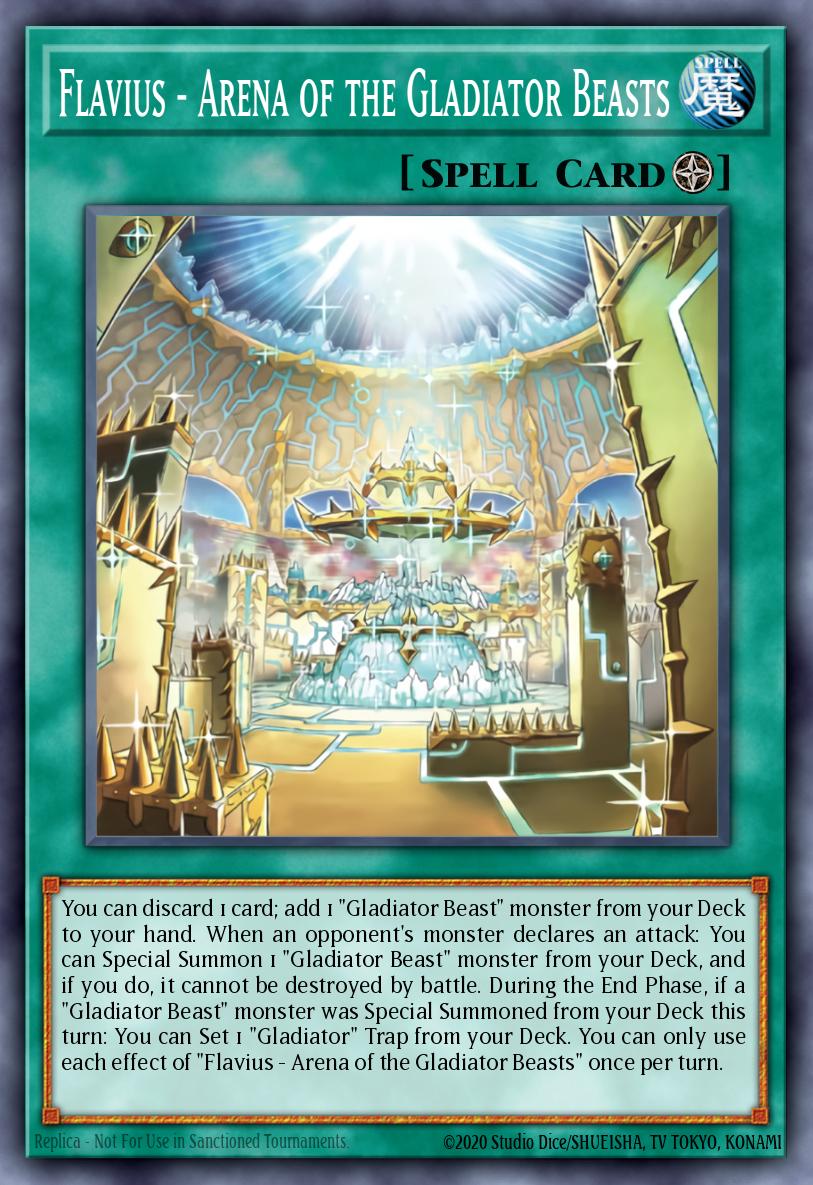 Flavius - Arena of the Gladiator Beasts
SPELL
魔
[Spell Card]
You can discard 1 card; add 1 "Gladiator Beast" monster from your Deck
to your hand. When an opponent's monster declares an attack: You
can Special Summon 1 "Gladiator Beast" monster from your Deck, and
if you do, it cannot be destroyed by battle. During the End Phase, if a
"Gladiator Beast" monster was Special Summoned from your Deck this
turn: You can Set 1 "Gladiator" Trap from your Deck. You can only use
each effect of "Flavius - Arena of the Gladiator Beasts" once per turn.
Replica - Not For Use in Sanctioned Tournaments.
©2020 Studio Dice/SHUEISHA, TV TOKYO, KONAMI